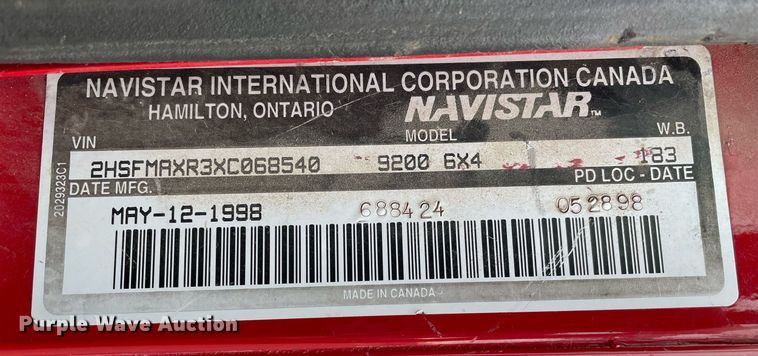 NAVISTAR INTERNATIONAL CORPORATION CANADA
HAMILTON, ONTARIO NAVISTAR™
VIN MODEL W.B.
2HSFMAXR3XC068540 9200 6X4 183
DATE MFG. PD LOC - DATE
MAY-12-1998 688424 052898
MADE IN CANADA
2029323C1
Purple Wave Auction